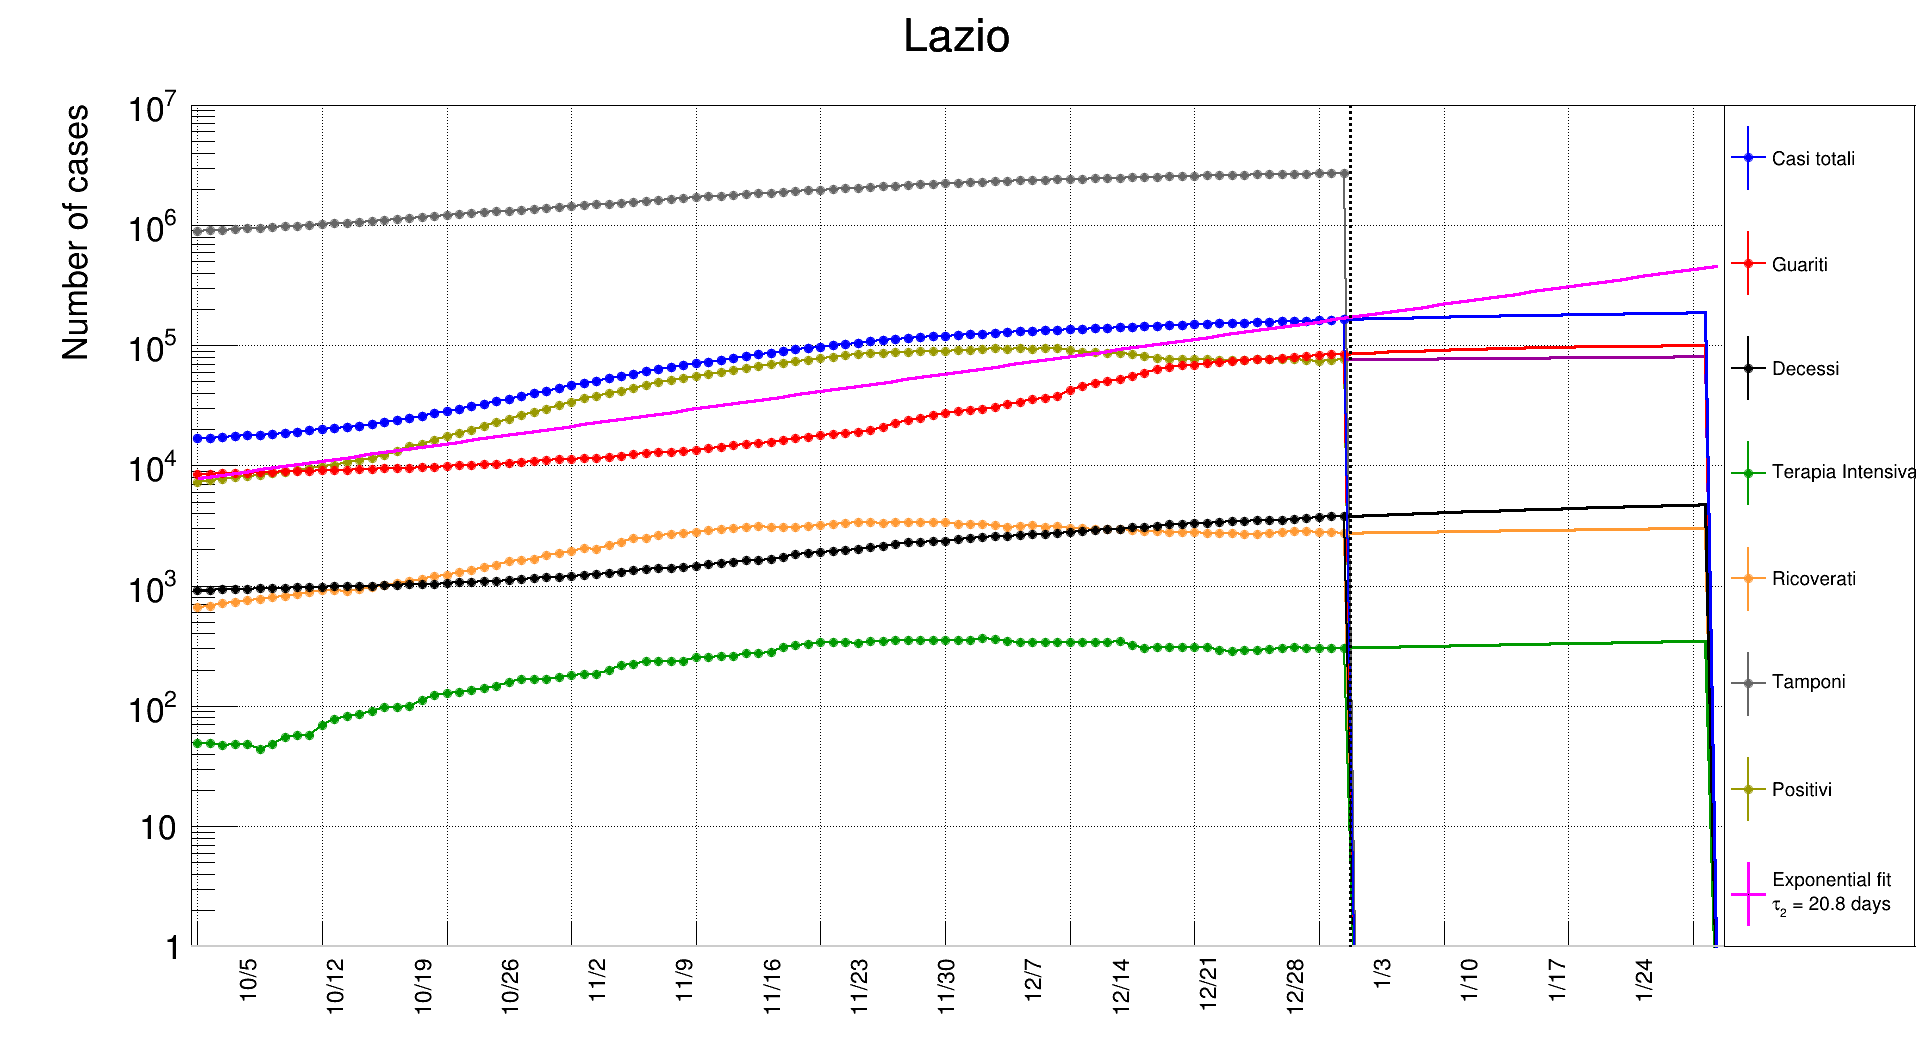 Lazio
Number of cases
10^7
10^6
10^5
10^4
10^3
10^2
10
1
10/5
10/12
10/19
10/26
11/2
11/9
11/16
11/23
11/30
12/7
12/14
12/21
12/28
1/3
1/10
1/17
1/24
Casi totali
Guariti
Decessi
Terapia Intensiva
Ricoverati
Tamponi
Positivi
Exponential fit
τ₂ = 20.8 days